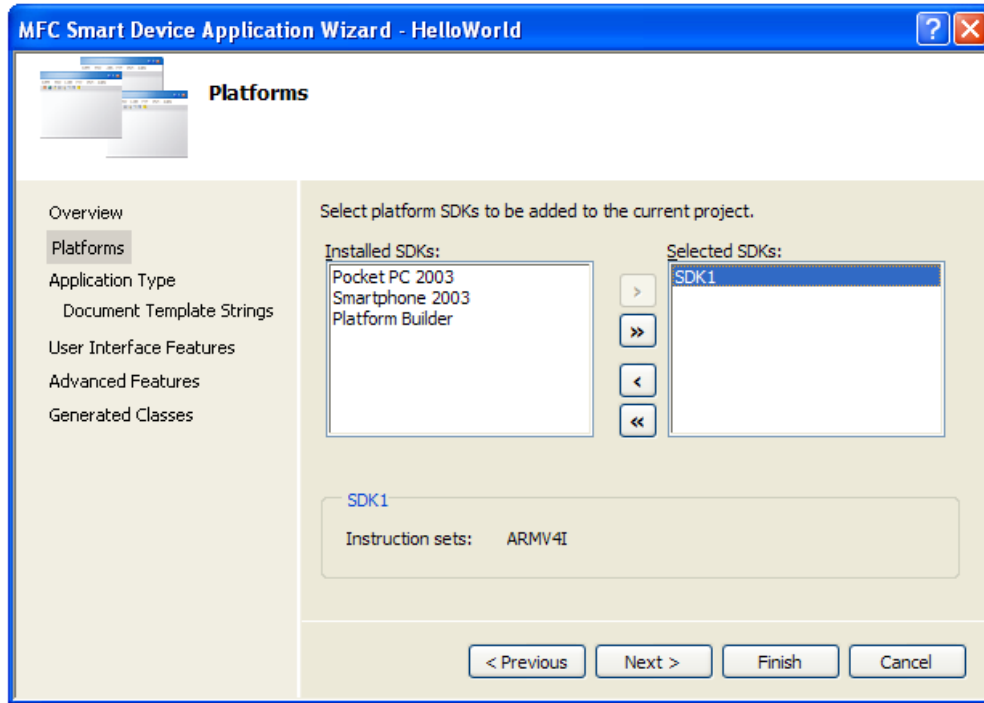 MFC Smart Device Application Wizard - HelloWorld
Platforms
Overview
Platforms
Application Type
Document Template Strings
User Interface Features
Advanced Features
Generated Classes
Select platform SDKs to be added to the current project.
Installed SDKs:
Pocket PC 2003
Smartphone 2003
Platform Builder
>
>>
<
<<
Selected SDKs:
SDK1
SDK1
Instruction sets: ARMV4I
< Previous
Next >
Finish
Cancel